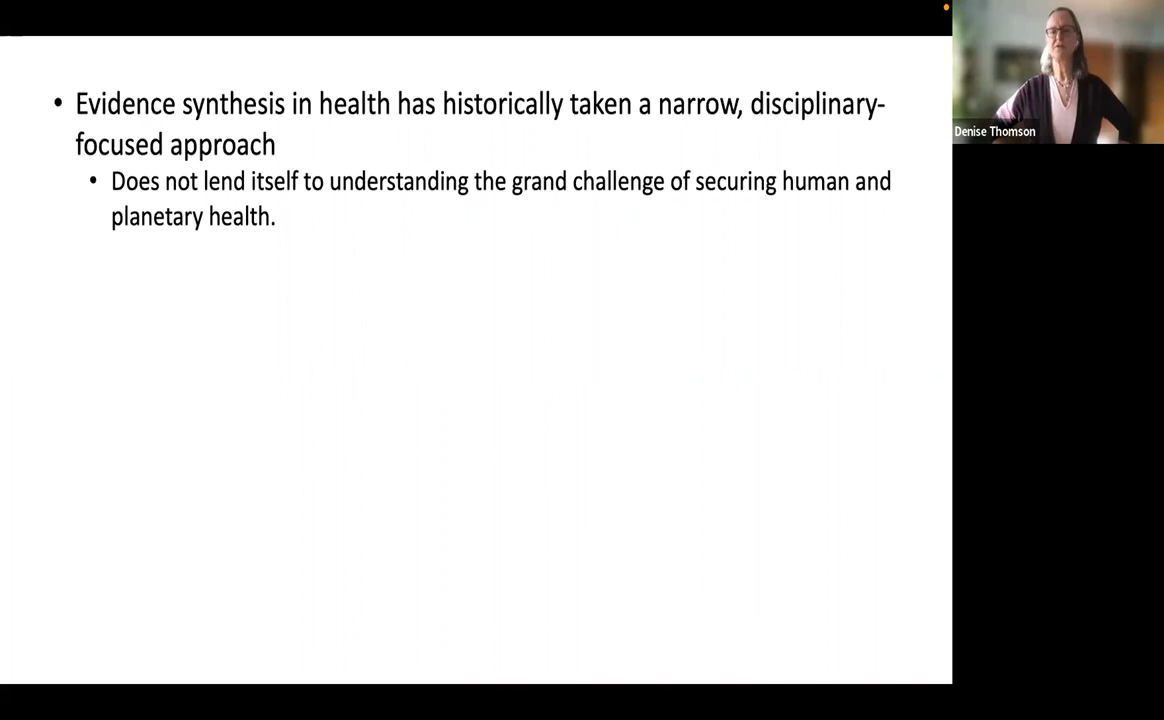 • Evidence synthesis in health has historically taken a narrow, disciplinary-
focused approach
• Does not lend itself to understanding the grand challenge of securing human and
planetary health.
Denise Thomson